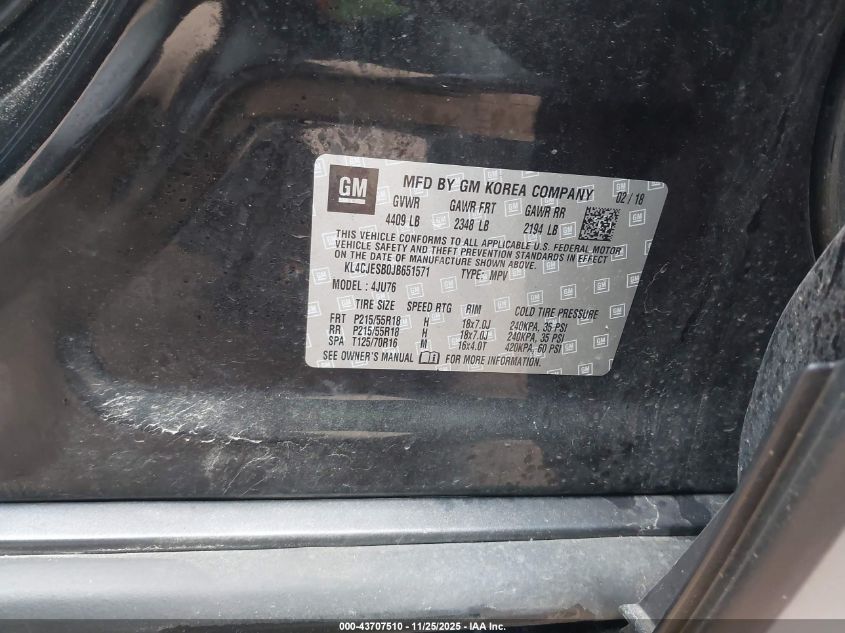 GM
MFD BY GM KOREA COMPANY 02/18
GVWR GAWR FRT GAWR RR
4409 LB 2348 LB 2194 LB
THIS VEHICLE CONFORMS TO ALL APPLICABLE U.S. FEDERAL MOTOR
VEHICLE SAFETY AND THEFT PREVENTION STANDARDS IN EFFECT
ON THE DATE OF MANUFACTURE SHOWN ABOVE.
KL4CJESB0JB651571 TYPE: MPV
MODEL: 4JU76
TIRE SIZE SPEED RTG RIM COLD TIRE PRESSURE
FRT P215/55R18 H 18x7.0J 240KPA, 35 PSI
RR P215/55R18 H 18x7.0J 240KPA, 35 PSI
SPA T125/70R16 M 16x4.0T 420KPA, 60 PSI
SEE OWNER'S MANUAL FOR MORE INFORMATION.
000-43707510 - 11/25/2025 - IAA